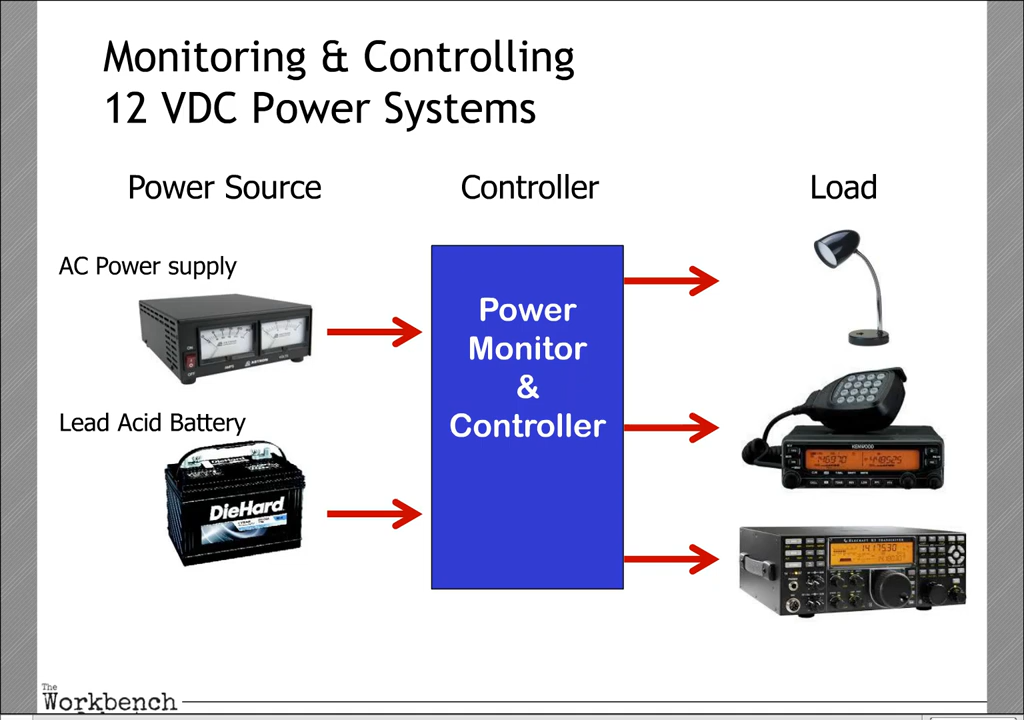 Monitoring & Controlling
12 VDC Power Systems
Power Source
Controller
Load
AC Power supply
Power
Monitor
&
Controller
Lead Acid Battery
DieHard
KENWOOD
The
Workbench